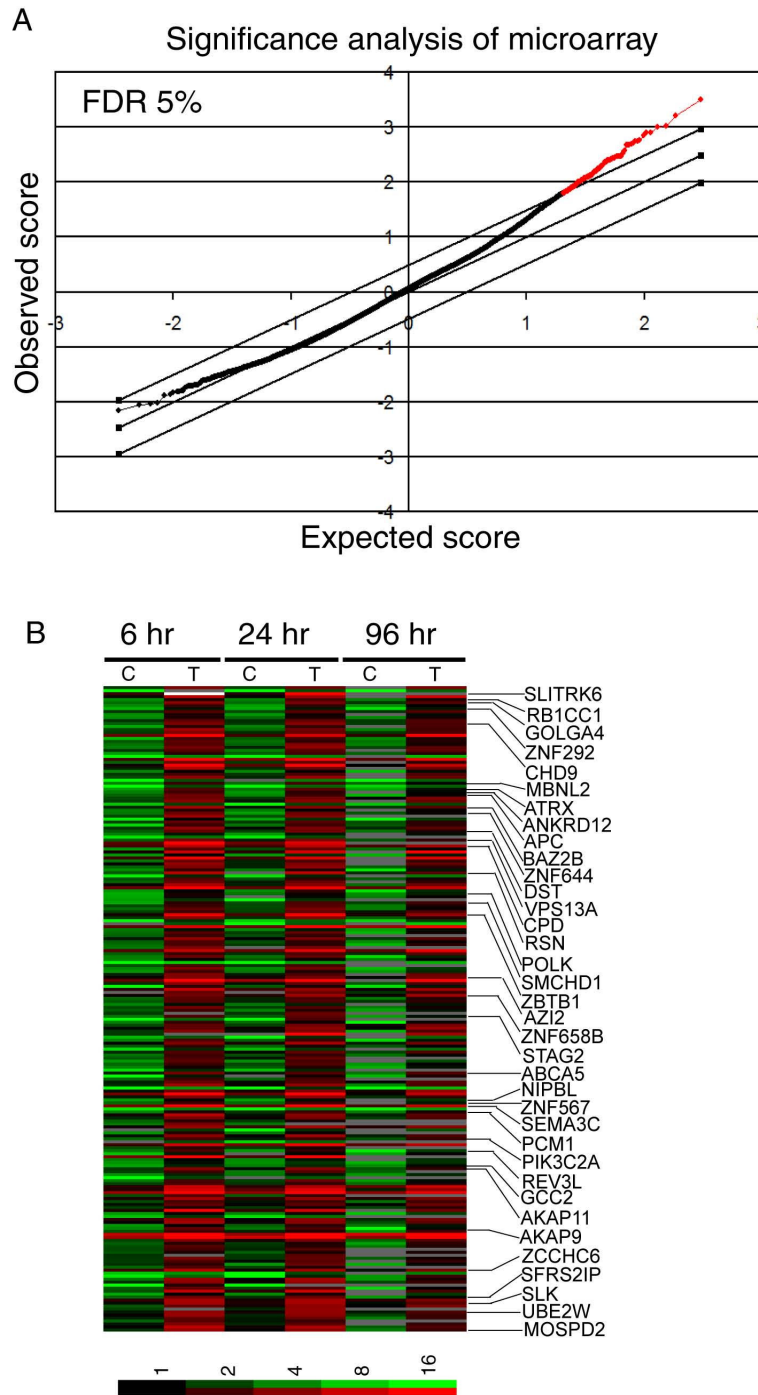 A
Significance analysis of microarray
FDR 5%
4
3
2
1
0
-3 -2 -1 0 1 2 3
-1
-2
-3
-4
Observed score
Expected score
B
6 hr 24 hr 96 hr
C T C T C T
SLITRK6
RB1CC1
GOLGA4
ZNF292
CHD9
MBNL2
ATRX
ANKRD12
APC
BAZ2B
ZNF644
DST
VPS13A
CPD
RSN
POLK
SMCHD1
ZBTB1
AZI2
ZNF658B
STAG2
ABCA5
NIPBL
ZNF567
SEMA3C
PCM1
PIK3C2A
REV3L
GCC2
AKAP11
AKAP9
ZCCHC6
SFRS2IP
SLK
UBE2W
MOSPD2
1 2 4 8 16